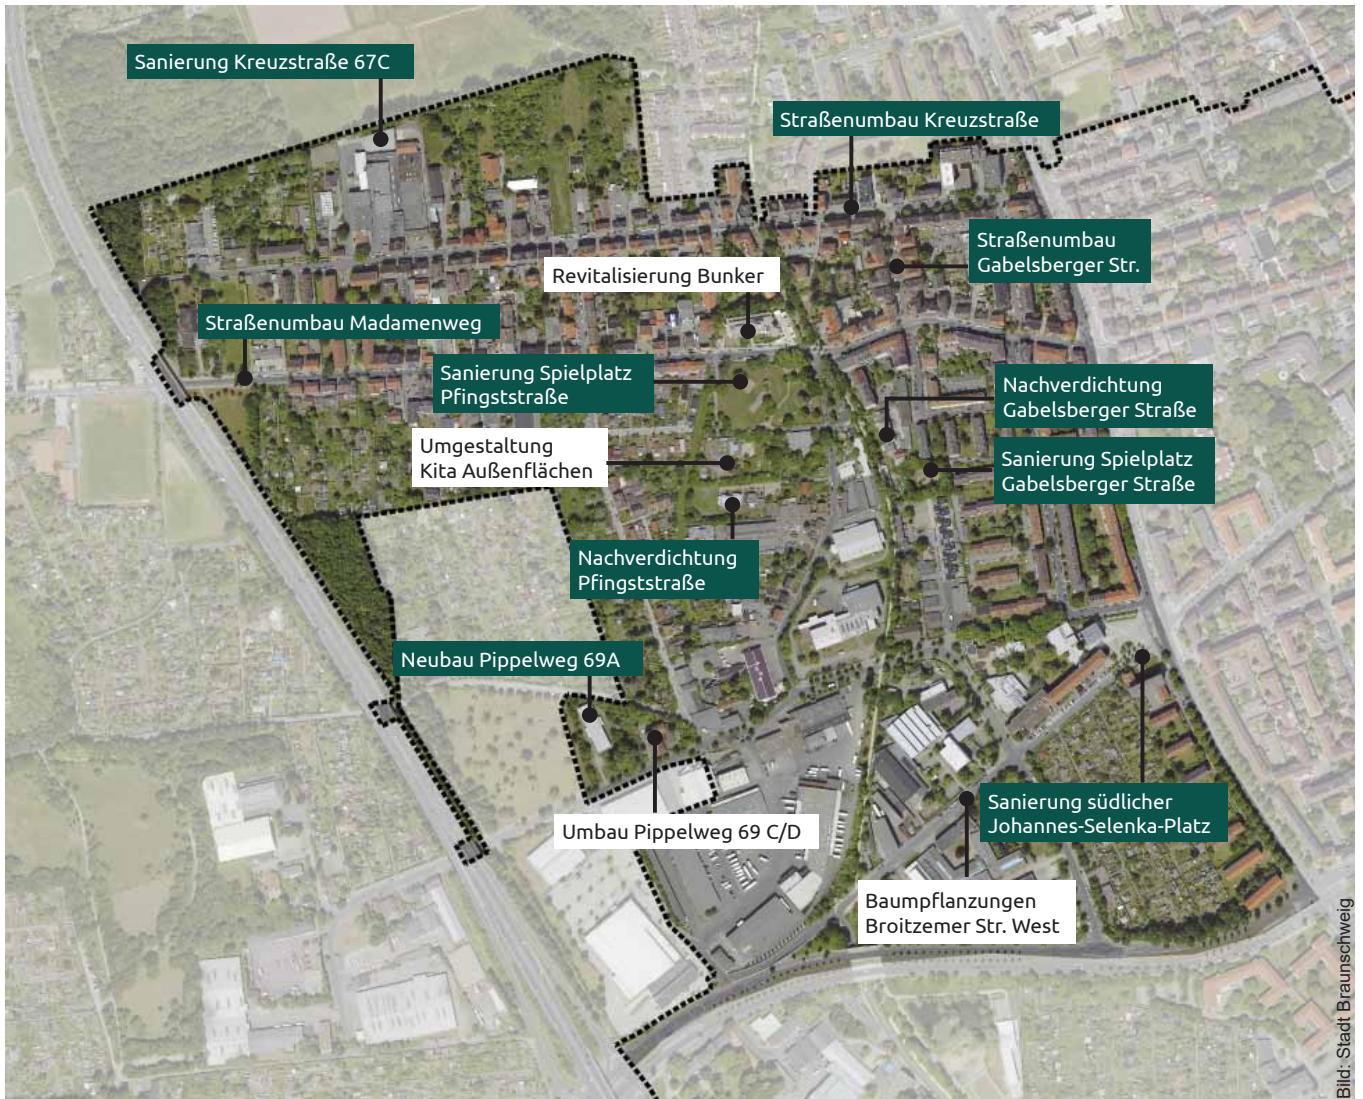 Sanierung Kreuzstraße 67C
Straßenumbau Kreuzstraße
Straßenumbau
Gabelsberger Str.
Revitalisierung Bunker
Straßenumbau Madamenweg
Sanierung Spielplatz
Pfingststraße
Nachverdichtung
Gabelsberger Straße
Umgestaltung
Kita Außenflächen
Sanierung Spielplatz
Gabelsberger Straße
Nachverdichtung
Pfingststraße
Neubau Pippelweg 69A
Umbau Pippelweg 69 C/D
Sanierung südlicher
Johannes-Selenka-Platz
Baumpflanzungen
Broitzemer Str. West
Bild: Stadt Braunschweig